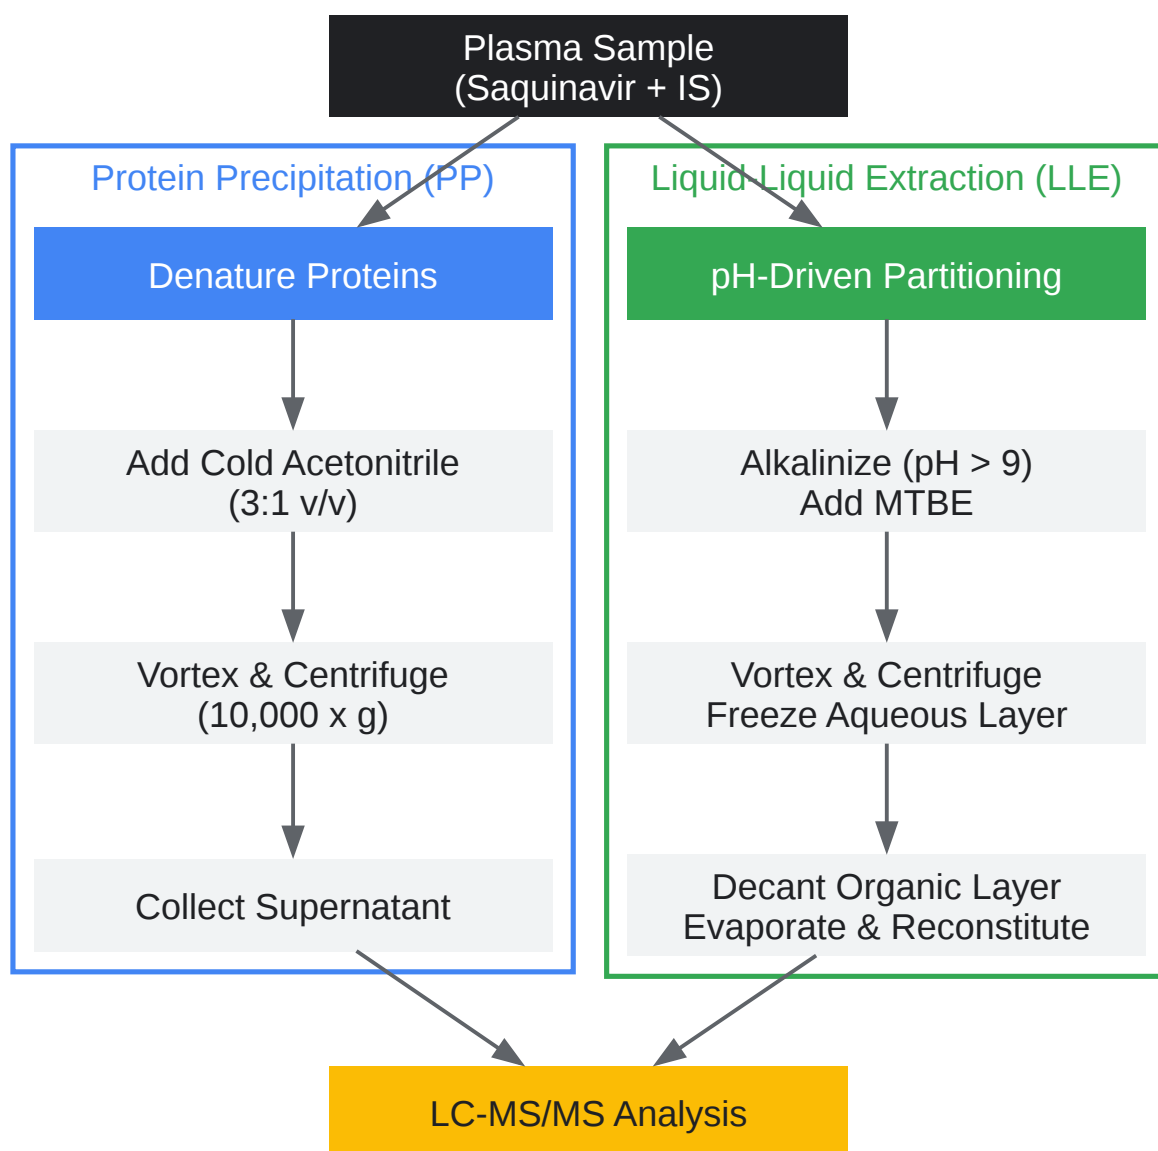 Plasma Sample
(Saquinavir + IS)
Protein Precipitation (PP)
Denature Proteins
Add Cold Acetonitrile
(3:1 v/v)
Vortex & Centrifuge
(10,000 x g)
Collect Supernatant
Liquid-Liquid Extraction (LLE)
pH-Driven Partitioning
Alkalinize (pH > 9)
Add MTBE
Vortex & Centrifuge
Freeze Aqueous Layer
Decant Organic Layer
Evaporate & Reconstitute
LC-MS/MS Analysis